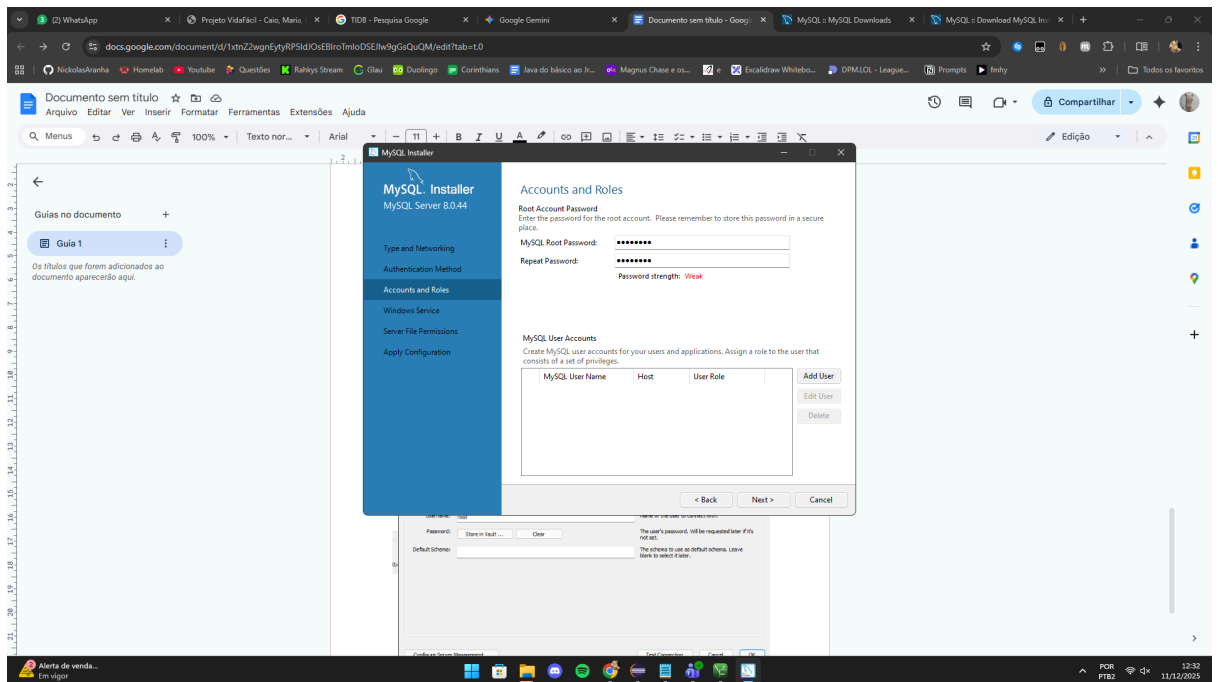 (2) WhatsApp
Projeto VidaFácil - Caio, Maria,
TIDB - Pesquisa Google
Google Gemini
Documento sem título - Goog
MySQL :: MySQL Downloads
MySQL :: Download MySQL Ins
docs.google.com/document/d/1xtnZ2wgnEytyRPSIdJOsEBIroTmIoDSEJlw9gGsQuQM/edit?tab=t.0
NickolasAranha
Homelab
Youtube
Questões
Rahkys Stream
Glau
Duolingo
Corinthians
Java do básico ao Jr...
Magnus Chase e os...
e
Excalidraw Whitebo...
DPM.LOL - League...
Prompts
fmhy
Todos os favoritos
Documento sem título
Arquivo Editar Ver Inserir Formatar Ferramentas Extensões Ajuda
Compartilhar
Menus
100%
Texto nor...
Arial
11
Edição
Guias no documento
Guia 1
Os títulos que forem adicionados ao
documento aparecerão aqui.
MySQL Installer
MySQL. Installer
MySQL Server 8.0.44
Type and Networking
Authentication Method
Accounts and Roles
Windows Service
Server File Permissions
Apply Configuration
Accounts and Roles
Root Account Password
Enter the password for the root account. Please remember to store this password in a secure
place.
MySQL Root Password:
Repeat Password:
Password strength: Weak
MySQL User Accounts
Create MySQL user accounts for your users and applications. Assign a role to the user that
consists of a set of privileges.
MySQL User Name Host User Role
Add User
Edit User
Delete
< Back Next > Cancel
Password: Store in Vault ... Clear
The user's password. Will be requested later if it's
not set.
Default Schema:
The schema to use as default schema. Leave
blank to select it later.
Alerta de venda...
Em vigor
POR
PTB2
12:32
11/12/2025